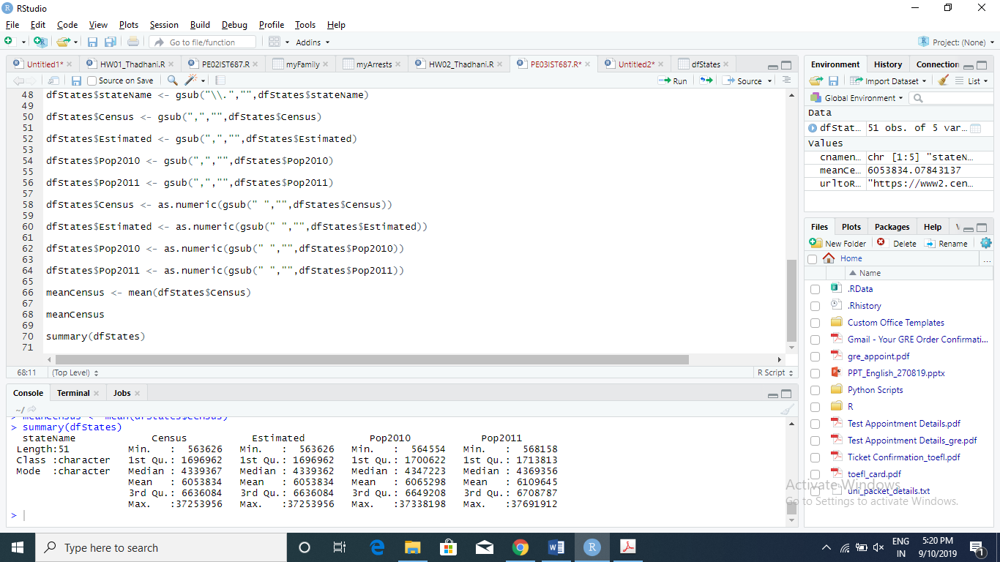 RStudio
File Edit Code View Plots Session Build Debug Profile Tools Help
Go to file/function Addins Project: (None)
Untitled1* HW01_Thadhani.R PE02IST687.R myFamily myArrests HW02_Thadhani.R PE03IST687.R* Untitled2* dfStates
Source on Save Run Source
48 dfStates$stateName <- gsub("\\.","",dfStates$stateName)
49
50 dfStates$Census <- gsub(",","",dfStates$Census)
51
52 dfStates$Estimated <- gsub(",","",dfStates$Estimated)
53
54 dfStates$Pop2010 <- gsub(",","",dfStates$Pop2010)
55
56 dfStates$Pop2011 <- gsub(",","",dfStates$Pop2011)
57
58 dfStates$Census <- as.numeric(gsub(" ","",dfStates$Census))
59
60 dfStates$Estimated <- as.numeric(gsub(" ","",dfStates$Estimated))
61
62 dfStates$Pop2010 <- as.numeric(gsub(" ","",dfStates$Pop2010))
63
64 dfStates$Pop2011 <- as.numeric(gsub(" ","",dfStates$Pop2011))
65
66 meanCensus <- mean(dfStates$Census)
67
68 meanCensus
69
70 summary(dfStates)
71
68:11 (Top Level) R Script
Console Terminal Jobs
~/
> meanCensus <- mean(dfStates$Census)
> summary(dfStates)
stateName Census Estimated Pop2010 Pop2011
Length:51 Min. : 563626 Min. : 563626 Min. : 564554 Min. : 568158
Class :character 1st Qu.: 1696962 1st Qu.: 1696962 1st Qu.: 1700622 1st Qu.: 1713813
Mode :character Median : 4339367 Median : 4339362 Median : 4347223 Median : 4369356
Mean : 6053834 Mean : 6053834 Mean : 6065298 Mean : 6109645
3rd Qu.: 6636084 3rd Qu.: 6636084 3rd Qu.: 6649208 3rd Qu.: 6708787
Max. :37253956 Max. :37253956 Max. :37338198 Max. :37691912
>
Environment History Connection
Import Dataset List
Global Environment
Data
dfStat… 51 obs. of 5 var…
Values
cnamen… chr [1:5] "stateN…
meanCe… 6053834.07843137
urltoR… "https://www2.cen…
Files Plots Packages Help
New Folder Delete Rename
Home ...
Name
.RData
.Rhistory
Custom Office Templates
Gmail - Your GRE Order Confirmati...
gre_appoint.pdf
PPT_English_270819.pptx
Python Scripts
R
Test Appointment Details.pdf
Test Appointment Details_gre.pdf
Ticket Confirmation_toefl.pdf
toefl_card.pdf
uni_packet_details.txt
Activate Windows
Go to Settings to activate Windows.
Type here to search
ENG
IN
5:20 PM
9/10/2019
1